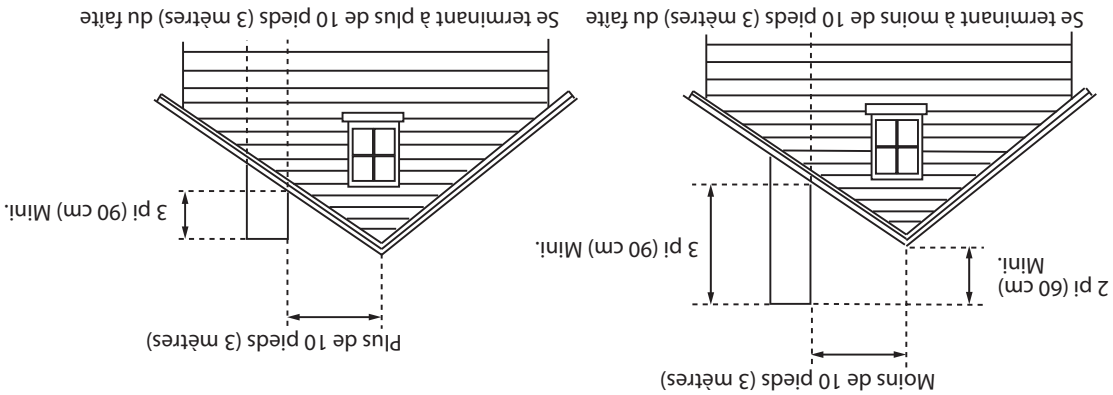 Moins de 10 pieds (3 mètres)
2 pi (60 cm)
Mini.
3 pi (90 cm) Mini.
Se terminant à moins de 10 pieds (3 mètres) du faîte
Plus de 10 pieds (3 mètres)
3 pi (90 cm) Mini.
Se terminant à plus de 10 pieds (3 mètres) du faîte